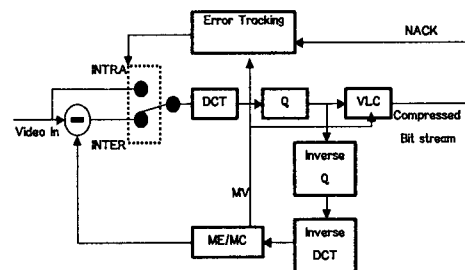 Error Tracking
NACK
INTRA
DCT
Q
VLC
Video In
Compressed
Bit stream
INTER
Inverse
Q
MV
ME/MC
Inverse
DCT